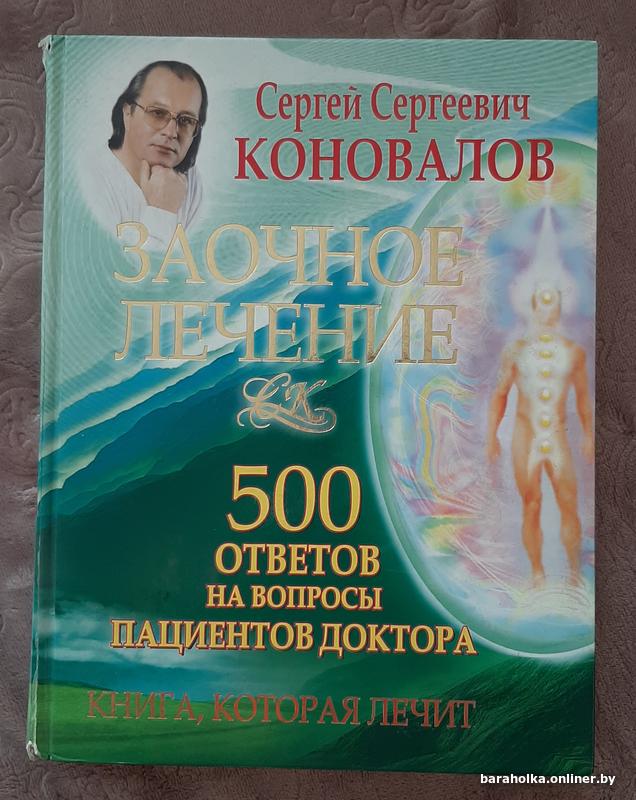 Сергей Сергеевич
КОНОВАЛОВ
ЗАОЧНОЕ
ЛЕЧЕНИЕ
СК
500
ОТВЕТОВ
НА ВОПРОСЫ
ПАЦИЕНТОВ ДОКТОРА
КНИГА, КОТОРАЯ ЛЕЧИТ
baraholka.onliner.by